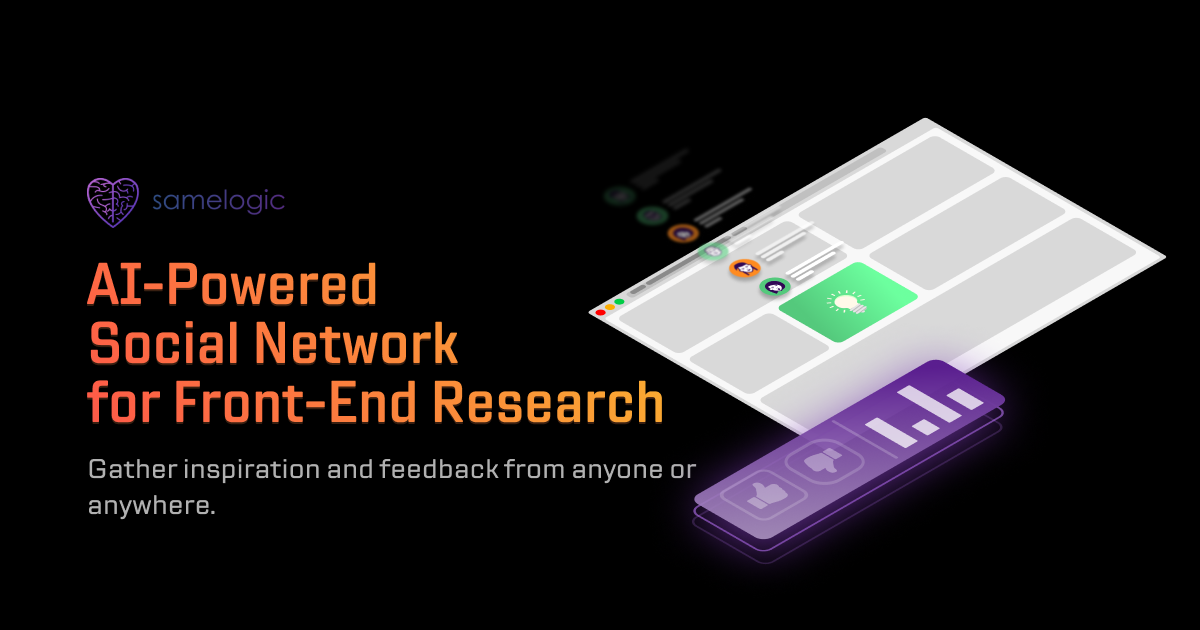 samelogic
AI-Powered
Social Network
for Front-End Research
Gather inspiration and feedback from anyone or
anywhere.